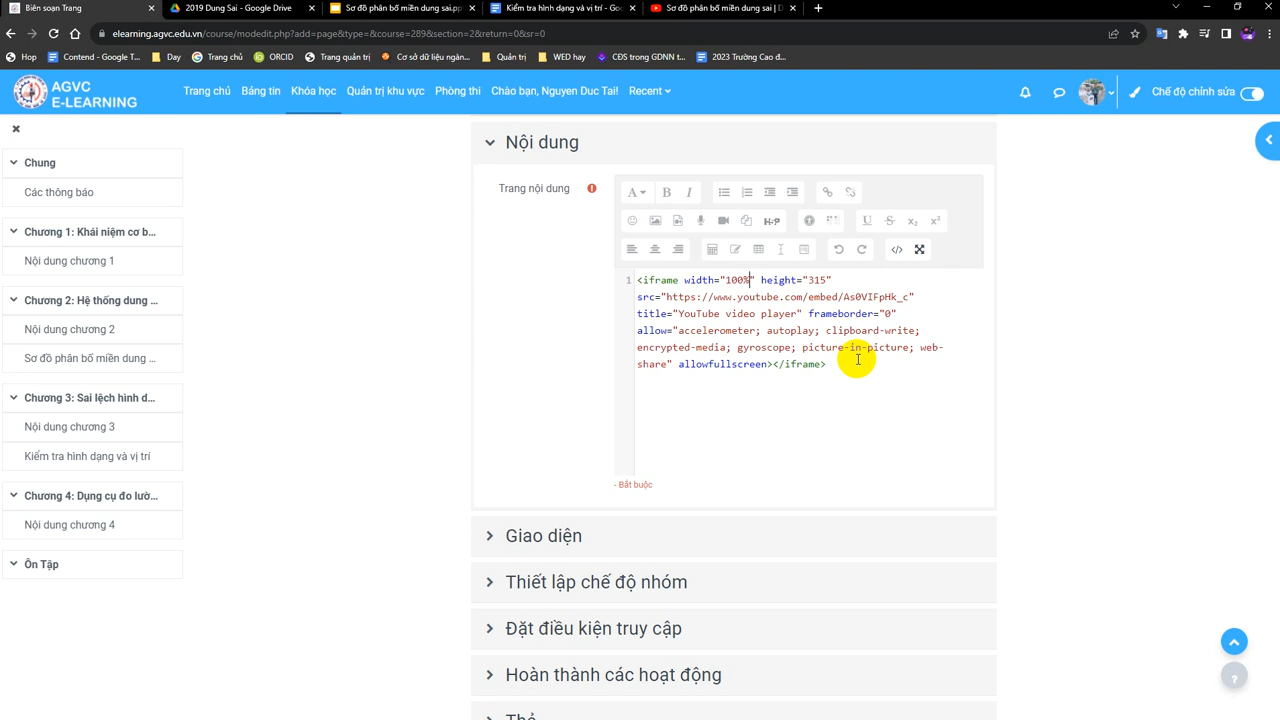 Biên soạn Trang
2019 Dung Sai - Google Drive
Sơ đồ phân bố miền dung sai.pp
Kiểm tra hình dạng và vị trí - Go
Sơ đồ phân bố miền dung sai | D
elearning.agvc.edu.vn/course/modedit.php?add=page&type=&course=289&section=2&return=0&sr=0
Hop
Contend - Google T...
Day
Trang chủ
ORCID
Trang quản trị
Cơ sở dữ liệu ngàn...
Quản trị
WED hay
CĐS trong GDNN t...
2023 Trường Cao đ...
AGVC
E-LEARNING
Trang chủ
Bảng tin
Khóa học
Quản trị khu vực
Phòng thi
Chào bạn, Nguyen Duc Tai!
Recent
Chế độ chỉnh sửa
Chung
Các thông báo
Chương 1: Khái niệm cơ b...
Nội dung chương 1
Chương 2: Hệ thống dung ...
Nội dung chương 2
Sơ đồ phân bố miền dung ...
Chương 3: Sai lệch hình d...
Nội dung chương 3
Kiểm tra hình dạng và vị trí
Chương 4: Dụng cụ đo lườ...
Nội dung chương 4
Ôn Tập
Nội dung
Trang nội dung
A
B
I
H-P
U
S
x₂
x²
</>
1
<iframe width="100%" height="315"
src="https://www.youtube.com/embed/As0VIFpHk_c"
title="YouTube video player" frameborder="0"
allow="accelerometer; autoplay; clipboard-write;
encrypted-media; gyroscope; picture-in-picture; web-
share" allowfullscreen></iframe>
- Bắt buộc
Giao diện
Thiết lập chế độ nhóm
Đặt điều kiện truy cập
Hoàn thành các hoạt động
Thẻ
?